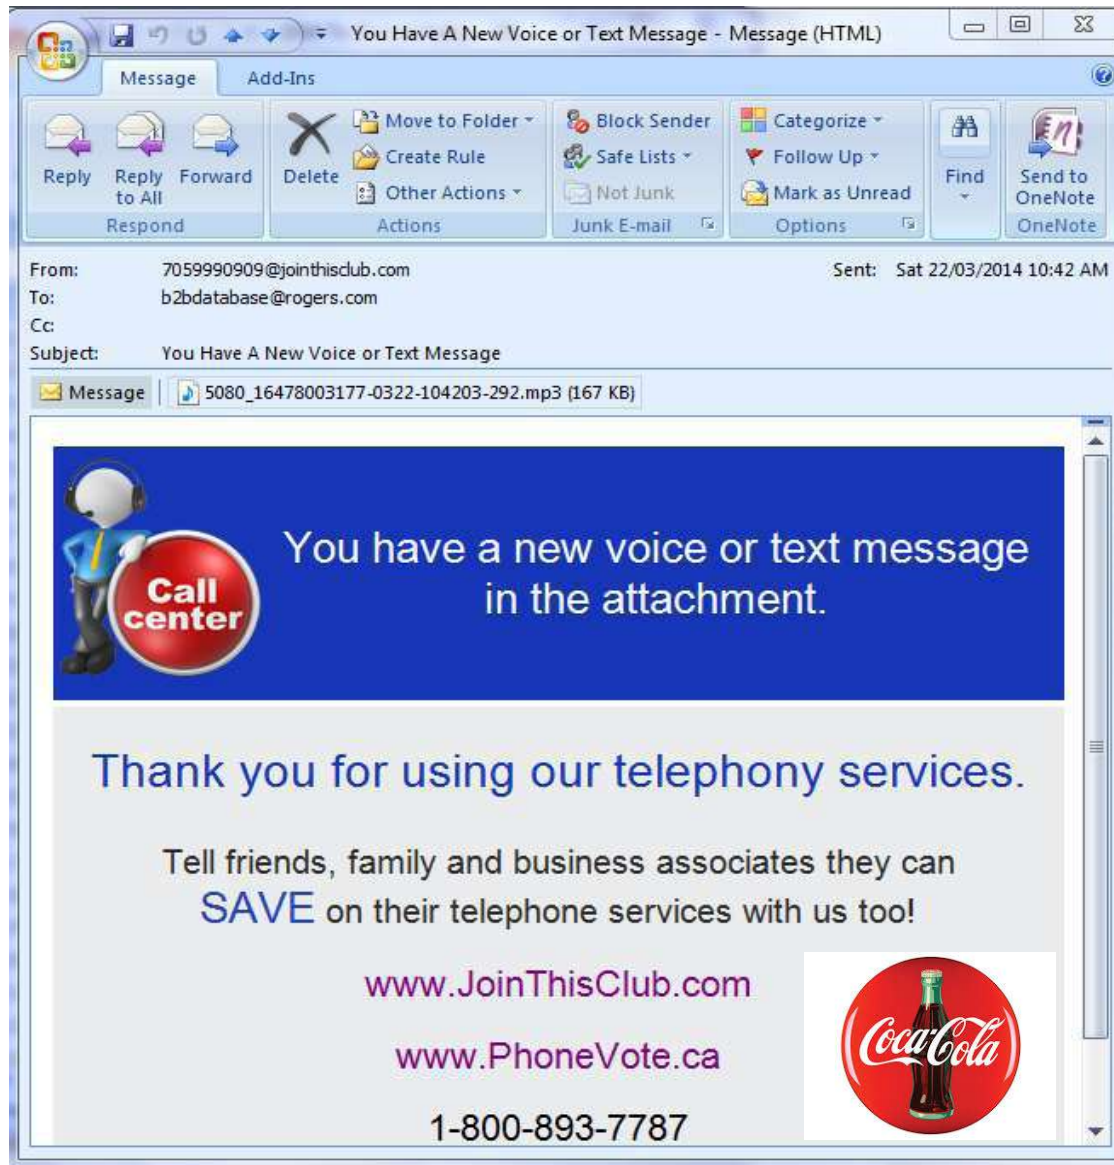 You Have A New Voice or Text Message - Message (HTML)
Message Add-Ins
Reply Reply to All Forward
Respond
Delete Move to Folder Create Rule Other Actions
Actions
Block Sender Safe Lists Not Junk
Junk E-mail
Categorize Follow Up Mark as Unread
Options
Find
Send to OneNote
OneNote
From: 7059990909@jointhisclub.com Sent: Sat 22/03/2014 10:42 AM
To: b2bdatabase@rogers.com
Cc:
Subject: You Have A New Voice or Text Message
Message 5080_16478003177-0322-104203-292.mp3 (167 KB)
Call center
You have a new voice or text message
in the attachment.
Thank you for using our telephony services.
Tell friends, family and business associates they can
SAVE on their telephone services with us too!
www.JoinThisClub.com
www.PhoneVote.ca
1-800-893-7787
Coca-Cola